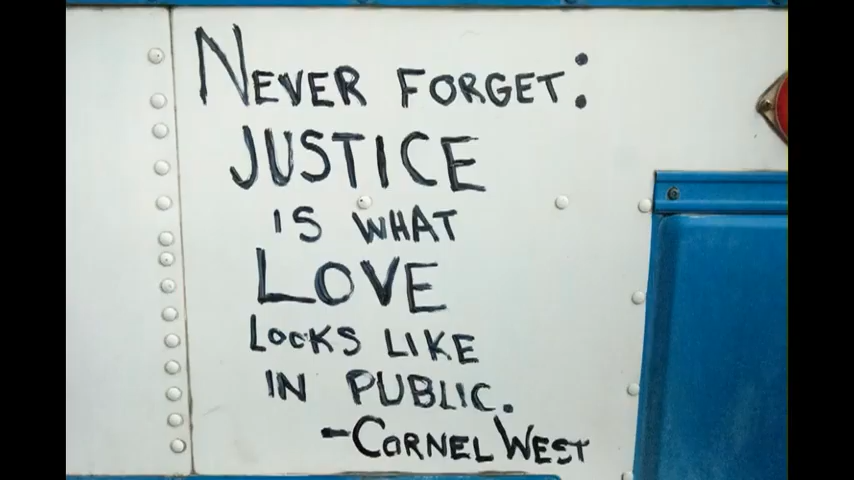 NEVER FORGET:
JUSTICE
IS WHAT
LOVE
LOOKS LIKE
IN PUBLIC.
-CORNEL WEST